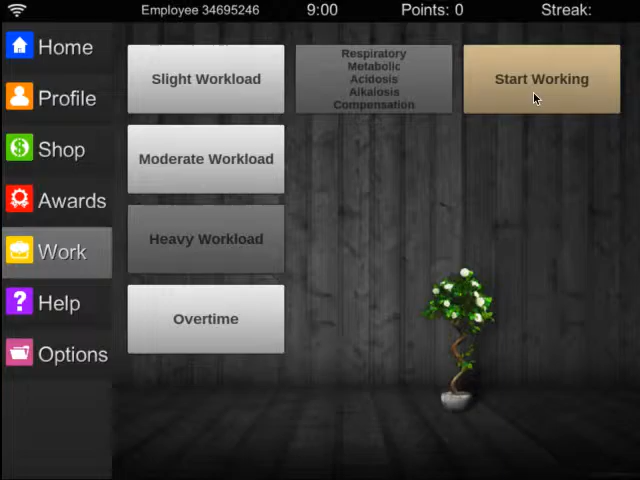 Employee 34695246 9:00 Points: 0 Streak:
Home
Profile
Shop
Awards
Work
Help
Options
Slight Workload
Moderate Workload
Heavy Workload
Overtime
Respiratory
Metabolic
Acidosis
Alkalosis
Compensation
Start Working